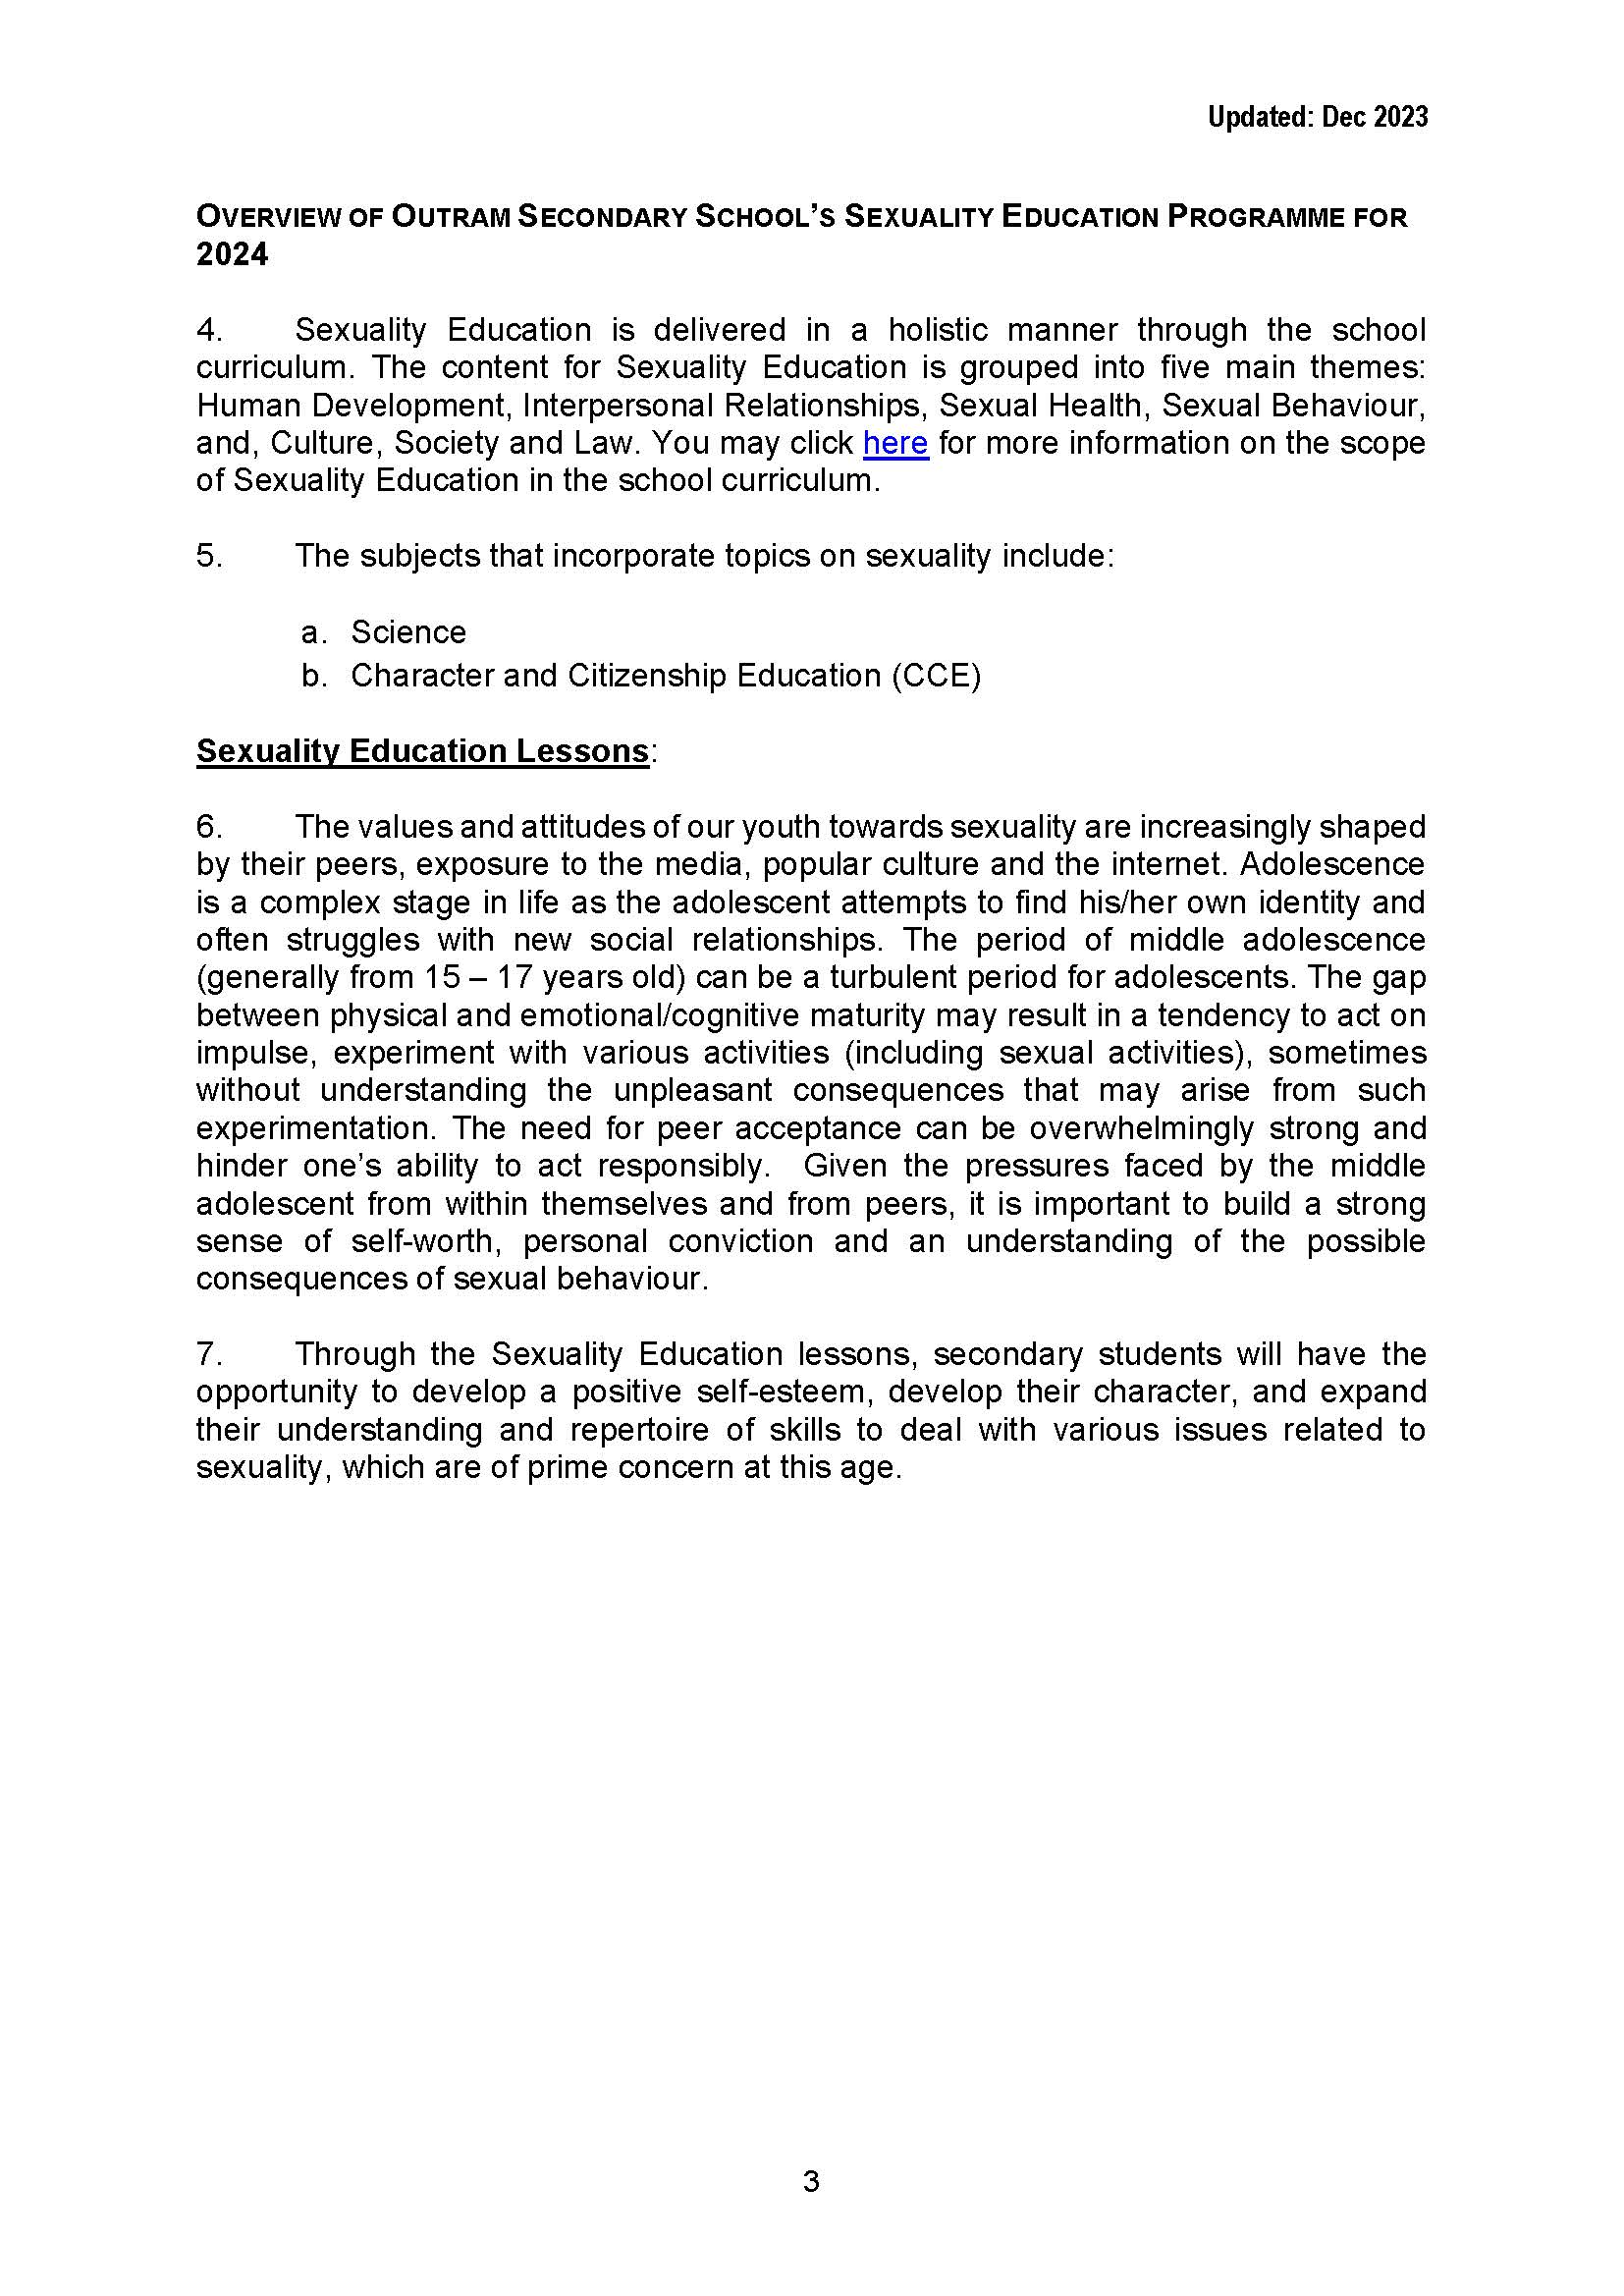 Updated: Dec 2023
OVERVIEW OF OUTRAM SECONDARY SCHOOL’S SEXUALITY EDUCATION PROGRAMME FOR
2024
4. Sexuality Education is delivered in a holistic manner through the school
curriculum. The content for Sexuality Education is grouped into five main themes:
Human Development, Interpersonal Relationships, Sexual Health, Sexual Behaviour,
and, Culture, Society and Law. You may click here for more information on the scope
of Sexuality Education in the school curriculum.
5. The subjects that incorporate topics on sexuality include:
a. Science
b. Character and Citizenship Education (CCE)
Sexuality Education Lessons:
6. The values and attitudes of our youth towards sexuality are increasingly shaped
by their peers, exposure to the media, popular culture and the internet. Adolescence
is a complex stage in life as the adolescent attempts to find his/her own identity and
often struggles with new social relationships. The period of middle adolescence
(generally from 15 – 17 years old) can be a turbulent period for adolescents. The gap
between physical and emotional/cognitive maturity may result in a tendency to act on
impulse, experiment with various activities (including sexual activities), sometimes
without understanding the unpleasant consequences that may arise from such
experimentation. The need for peer acceptance can be overwhelmingly strong and
hinder one’s ability to act responsibly. Given the pressures faced by the middle
adolescent from within themselves and from peers, it is important to build a strong
sense of self-worth, personal conviction and an understanding of the possible
consequences of sexual behaviour.
7. Through the Sexuality Education lessons, secondary students will have the
opportunity to develop a positive self-esteem, develop their character, and expand
their understanding and repertoire of skills to deal with various issues related to
sexuality, which are of prime concern at this age.
3